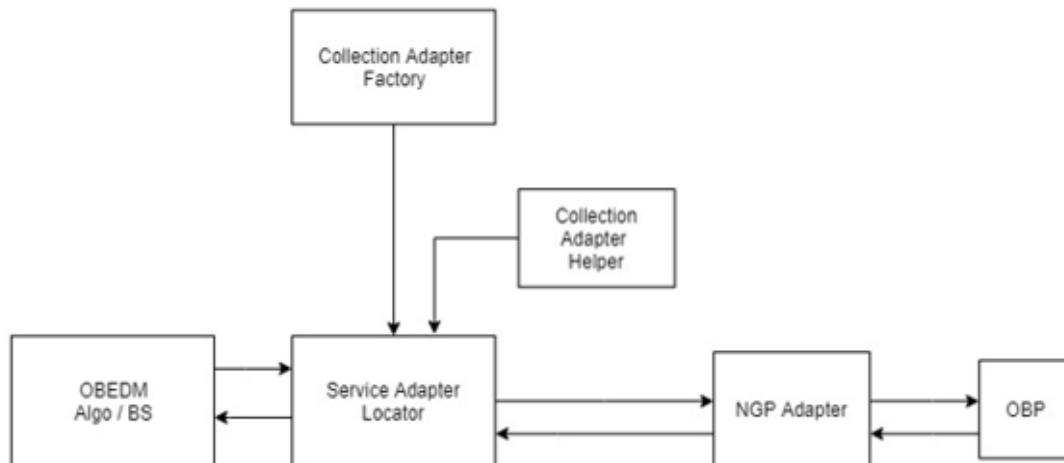 Collection Adapter
Factory
Collection
Adapter
Helper
OBEDM
Algo / BS
Service Adapter
Locator
NGP Adapter
OBP